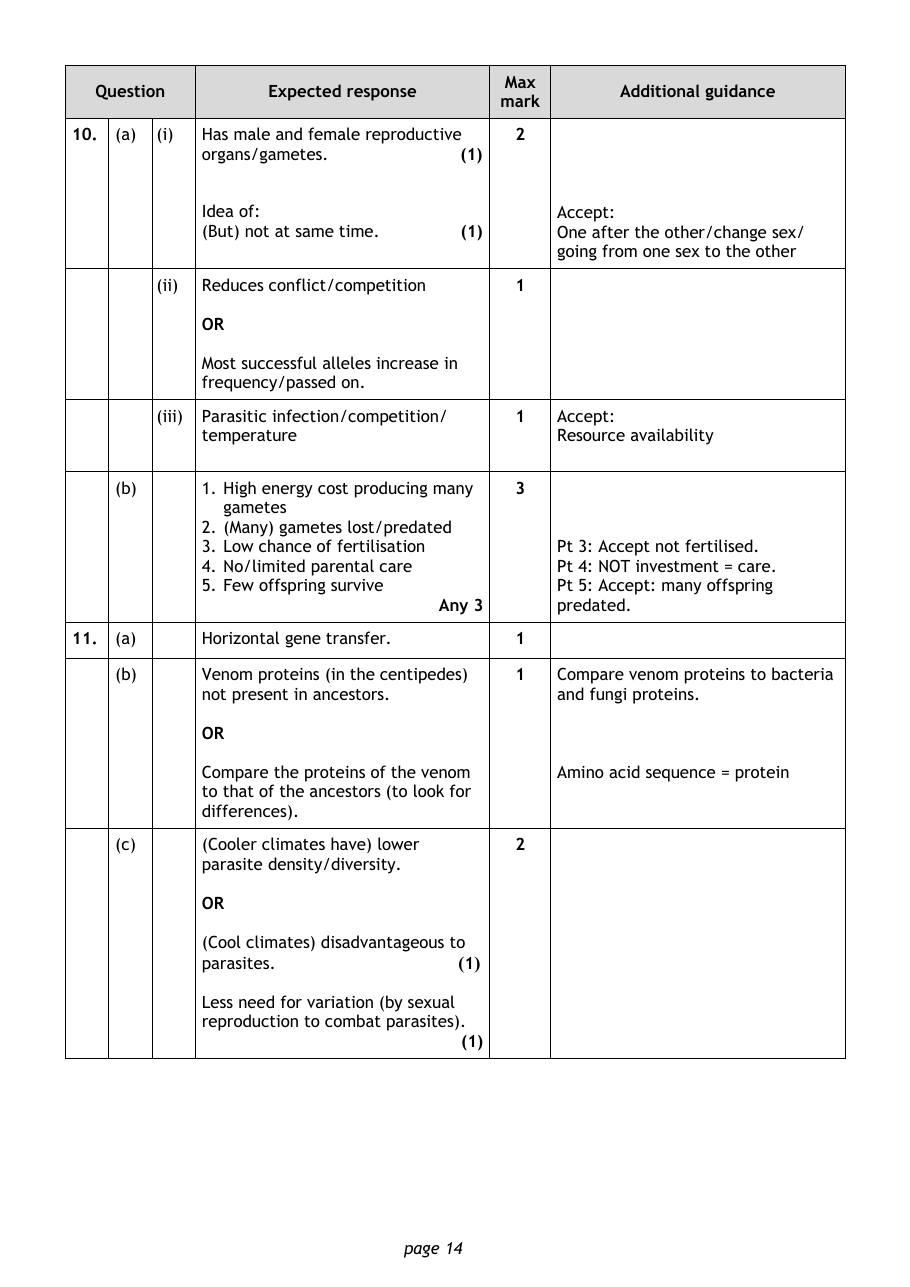 Question Expected response Max mark Additional guidance
10. (a) (i) Has male and female reproductive 2
organs/gametes. (1)
Idea of: Accept:
(But) not at same time. (1) One after the other/change sex/
going from one sex to the other
(ii) Reduces conflict/competition 1
OR
Most successful alleles increase in
frequency/passed on.
(iii) Parasitic infection/competition/ 1 Accept:
temperature Resource availability
(b) 1. High energy cost producing many 3
gametes
2. (Many) gametes lost/predated
3. Low chance of fertilisation Pt 3: Accept not fertilised.
4. No/limited parental care Pt 4: NOT investment = care.
5. Few offspring survive Pt 5: Accept: many offspring
Any 3 predated.
11. (a) Horizontal gene transfer. 1
(b) Venom proteins (in the centipedes) 1 Compare venom proteins to bacteria
not present in ancestors. and fungi proteins.
OR
Compare the proteins of the venom Amino acid sequence = protein
to that of the ancestors (to look for
differences).
(c) (Cooler climates have) lower 2
parasite density/diversity.
OR
(Cool climates) disadvantageous to
parasites. (1)
Less need for variation (by sexual
reproduction to combat parasites).
(1)
page 14